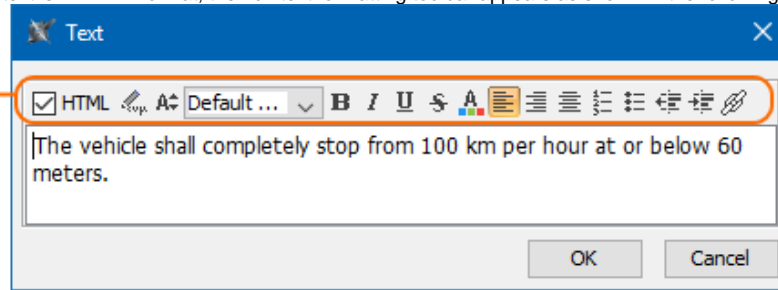 Text
HTML Default ... B I U S A
The vehicle shall completely stop from 100 km per hour at or below 60
meters.
OK Cancel